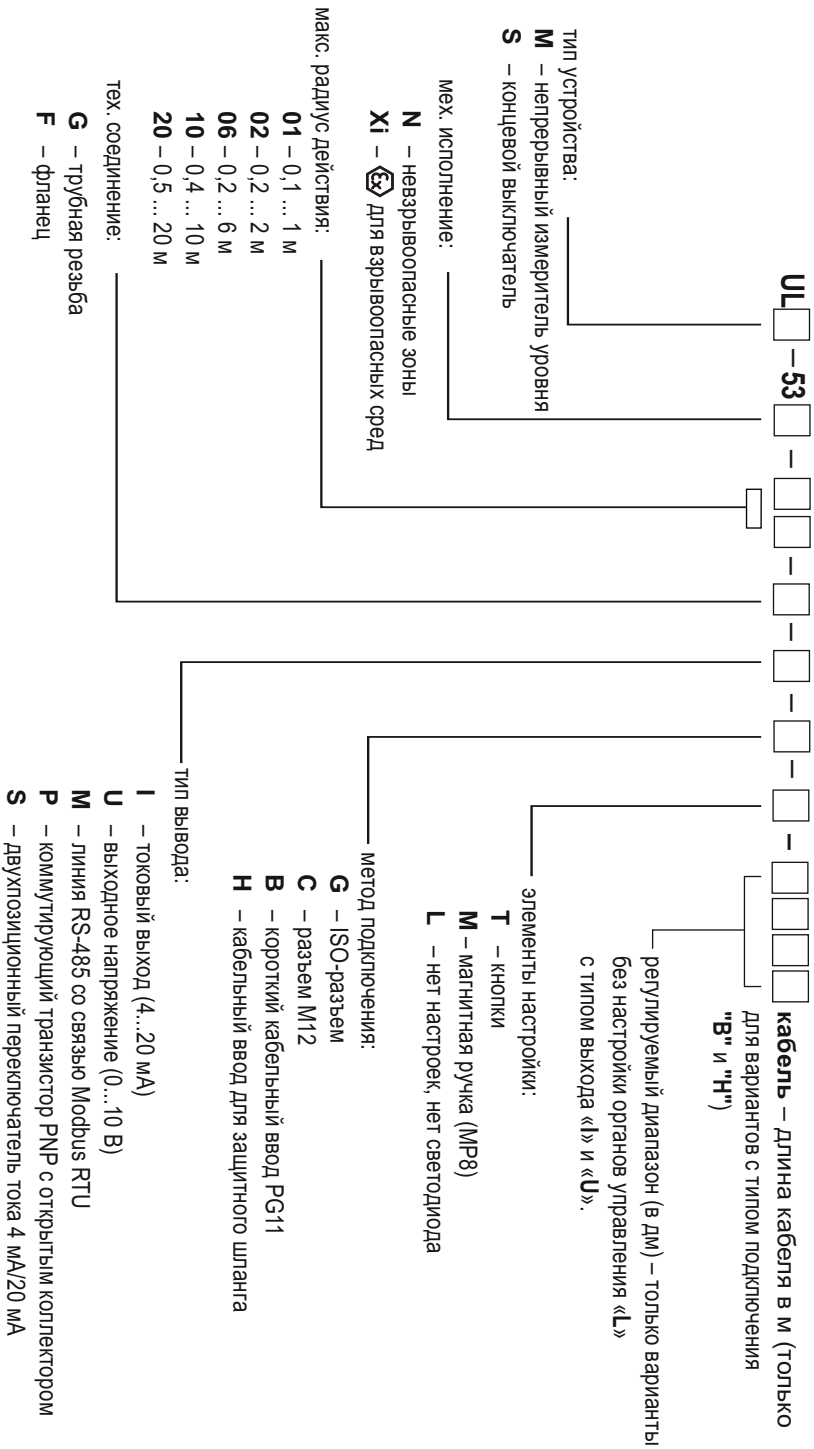 UL☐ – 53 ☐ – ☐☐ – ☐ – ☐ – ☐ – ☐ – ☐☐☐☐ кабель – длина кабеля в м (только
для вариантов с типом подключения
"B" и "H")
тип устройства:
M – непрерывный измеритель уровня
S – концевой выключатель
мех. исполнение:
N – невзрывоопасные зоны
Xi – Ex для взрывоопасных сред
макс. радиус действия:
01 – 0,1 ... 1 м
02 – 0,2 ... 2 м
06 – 0,2 ... 6 м
10 – 0,4 ... 10 м
20 – 0,5 ... 20 м
тех. соединение:
G – трубная резьба
F – фланец
регулируемый диапазон (в дм) – только варианты
без настройки органов управления «L»
с типом выхода «I» и «U».
элементы настройки:
T – кнопки
M – магнитная ручка (MP8)
L – нет настроек, нет светодиода
метод подключения:
G – ISO-разъем
C – разъем M12
B – короткий кабельный ввод PG11
H – кабельный ввод для защитного шланга
тип вывода:
I – токовый выход (4...20 мА)
U – выходное напряжение (0...10 В)
M – линия RS-485 со связью Modbus RTU
P – коммутирующий транзистор PNP с открытым коллектором
S – двухпозиционный переключатель тока 4 мА/20 мА